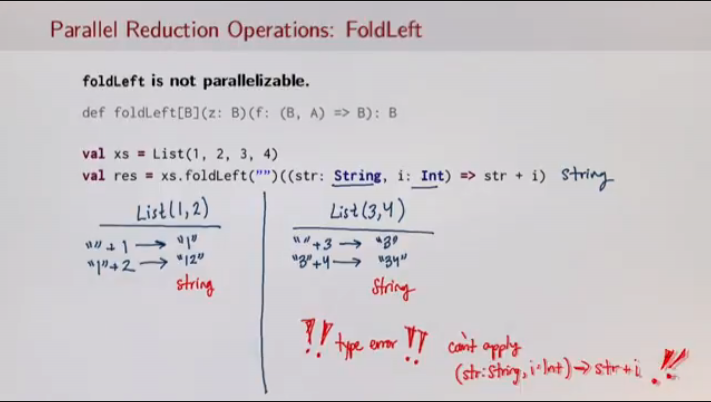 Parallel Reduction Operations: FoldLeft
foldLeft is not parallelizable.
def foldLeft[B](z: B)(f: (B, A) => B): B
val xs = List(1, 2, 3, 4)
val res = xs.foldLeft("")((str: String, i: Int) => str + i) String
List(1,2)
"" + 1 → "1"
"1" + 2 → "12"
String
List(3,4)
"" + 3 → "3"
"3" + 4 → "34"
String
!! type error !! can't apply
(str:String, i:Int) → str + i !!